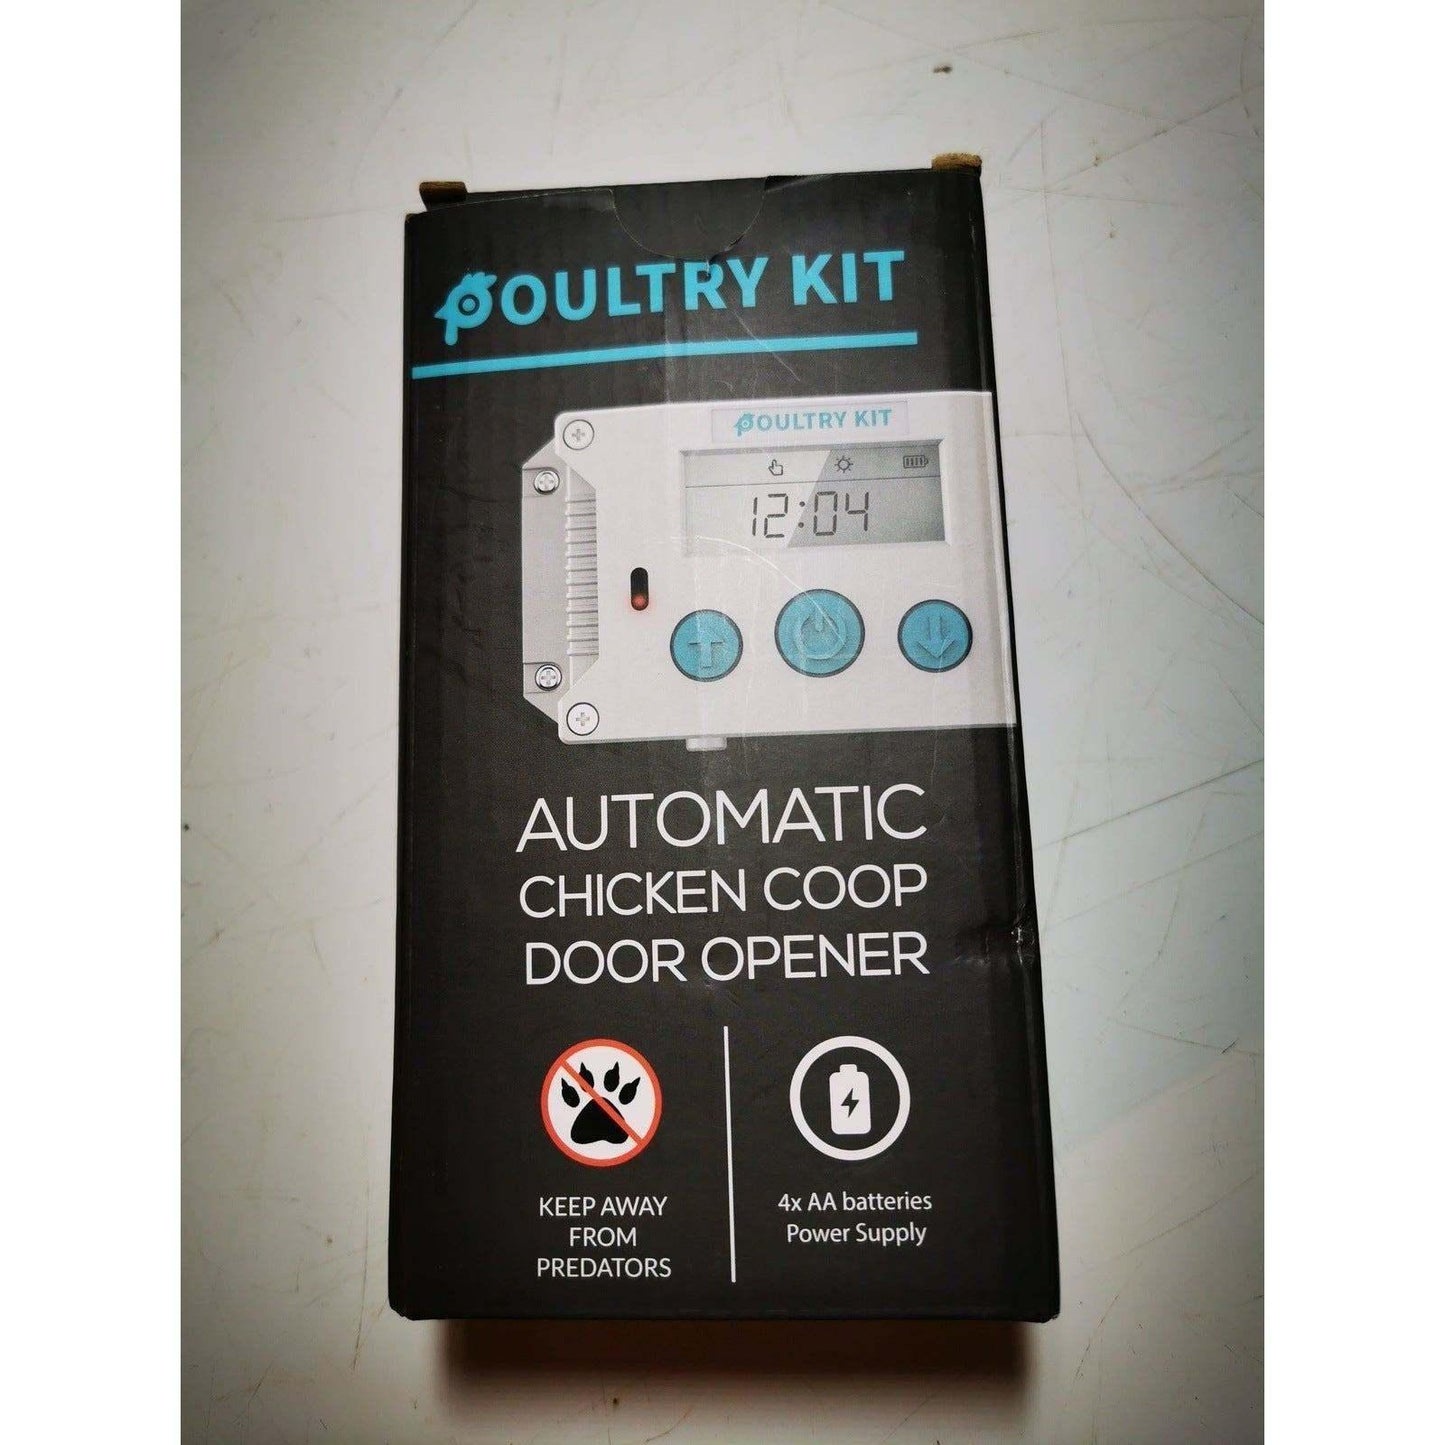 POULTRY KIT
POULTRY KIT
12:04
AUTOMATIC
CHICKEN COOP
DOOR OPENER
KEEP AWAY
FROM
PREDATORS
4x AA batteries
Power Supply